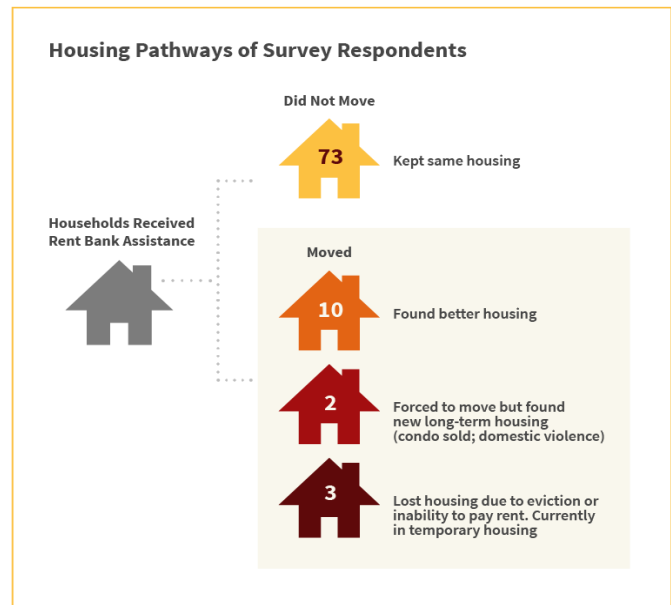 Housing Pathways of Survey Respondents
Did Not Move
73
Kept same housing
Households Received
Rent Bank Assistance
Moved
10
Found better housing
2
Forced to move but found
new long-term housing
(condo sold; domestic violence)
3
Lost housing due to eviction or
inability to pay rent. Currently
in temporary housing